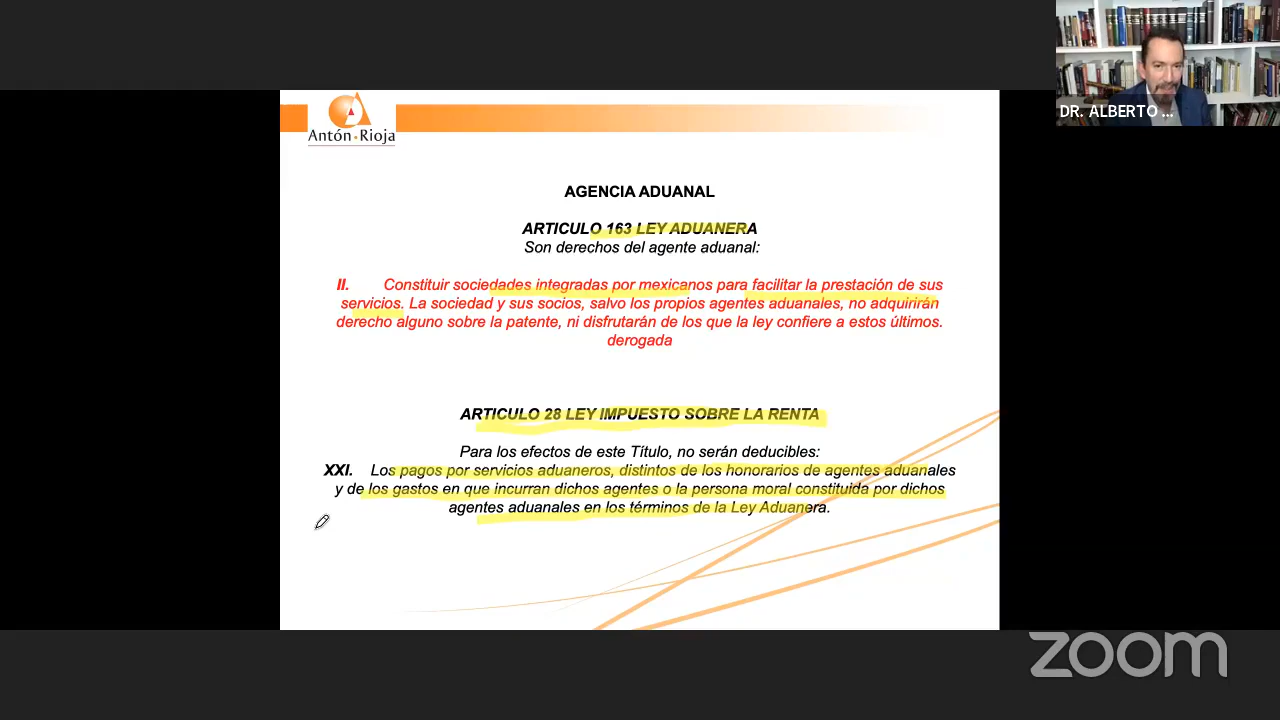 DR. ALBERTO ...
Antón•Rioja
AGENCIA ADUANAL
ARTICULO 163 LEY ADUANERA
Son derechos del agente aduanal:
II. Constituir sociedades integradas por mexicanos para facilitar la prestación de sus
servicios. La sociedad y sus socios, salvo los propios agentes aduanales, no adquirirán
derecho alguno sobre la patente, ni disfrutarán de los que la ley confiere a estos últimos.
derogada
ARTICULO 28 LEY IMPUESTO SOBRE LA RENTA
Para los efectos de este Título, no serán deducibles:
XXI. Los pagos por servicios aduaneros, distintos de los honorarios de agentes aduanales
y de los gastos en que incurran dichos agentes o la persona moral constituida por dichos
agentes aduanales en los términos de la Ley Aduanera.
zoom